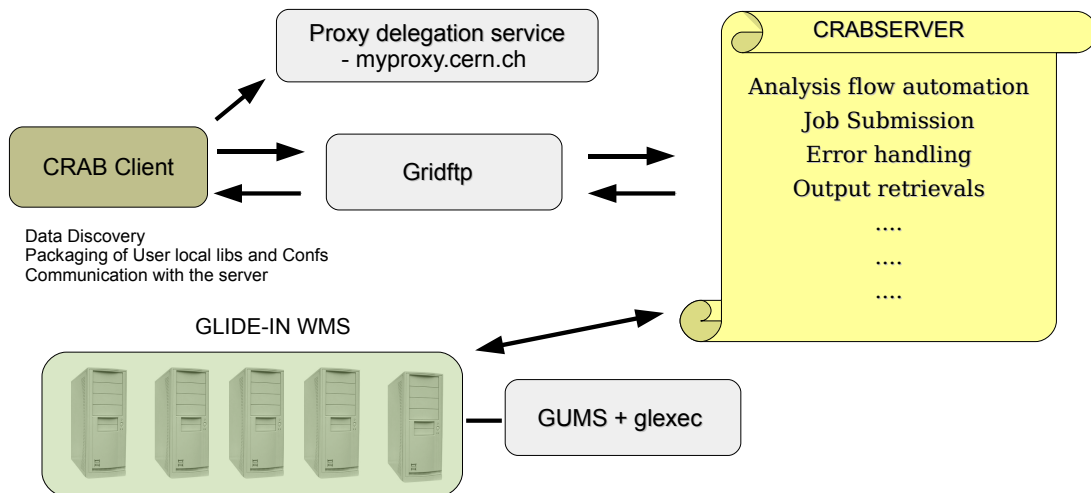 Proxy delegation service
- myproxy.cern.ch
CRABSERVER
Analysis flow automation
Job Submission
Error handling
Output retrievals
....
....
....
CRAB Client
Gridftp
Data Discovery
Packaging of User local libs and Confs
Communication with the server
GLIDE-IN WMS
GUMS + glexec